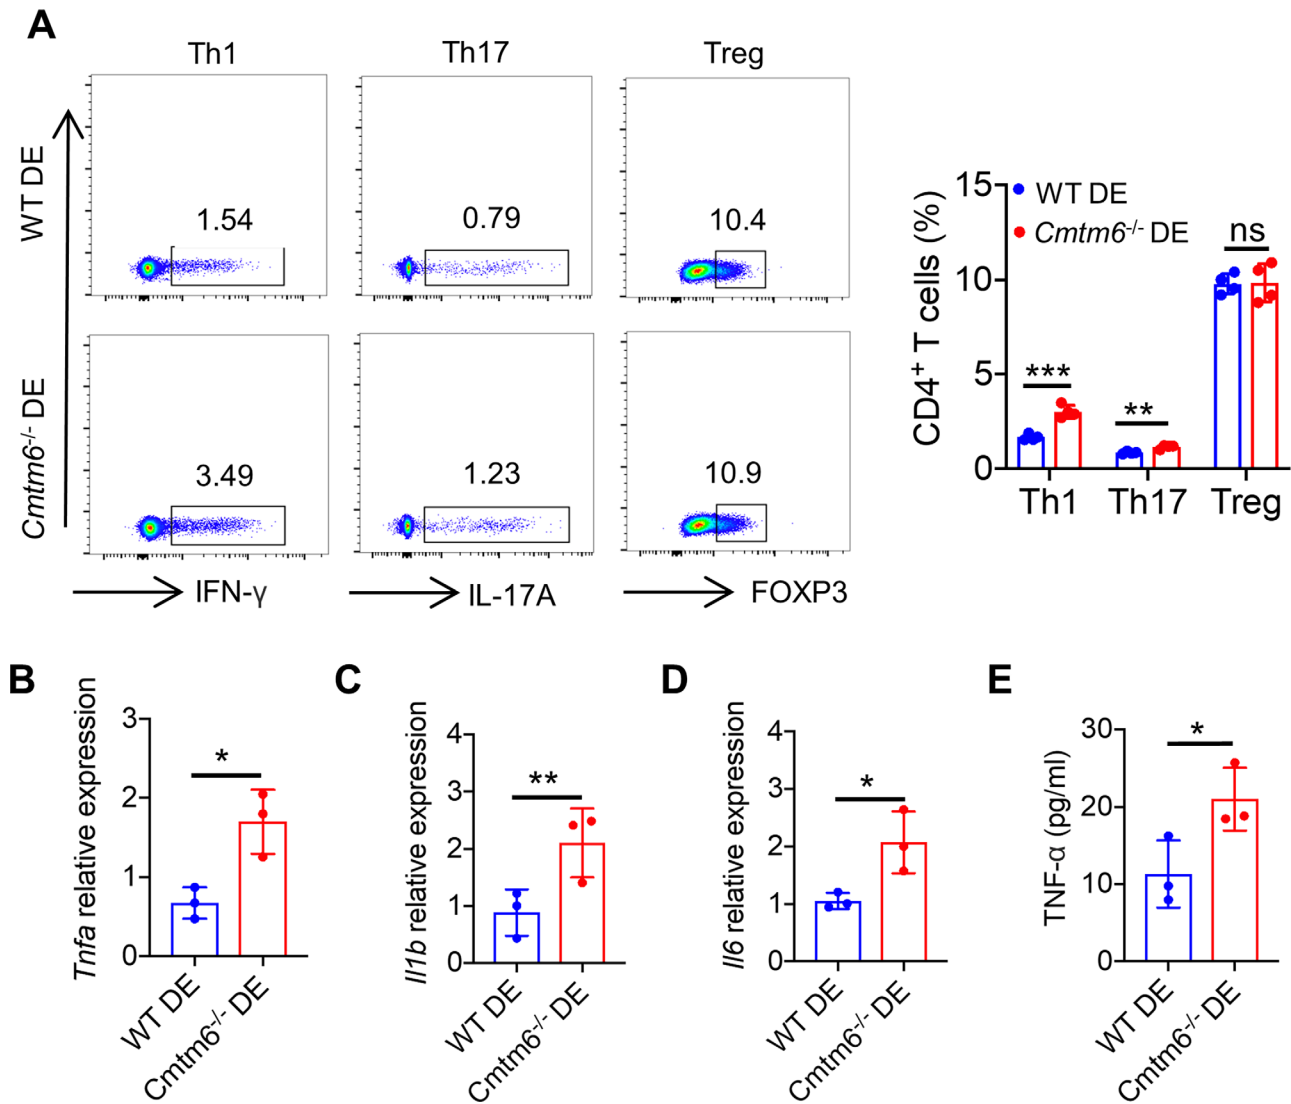 A
Th1
Th17
Treg
WT DE
1.54
0.79
10.4
Cmtm6-/- DE
3.49
1.23
10.9
IFN-γ
IL-17A
FOXP3
CD4+ T cells (%)
15
10
5
0
WT DE
Cmtm6-/- DE
***
**
ns
Th1
Th17
Treg
B
Tnfa relative expression
3
2
1
0
*
WT DE
Cmtm6-/- DE
C
Il1b relative expression
4
3
2
1
0
**
WT DE
Cmtm6-/- DE
D
Il6 relative expression
4
3
2
1
0
*
WT DE
Cmtm6-/- DE
E
TNF-α (pg/ml)
30
20
10
0
*
WT DE
Cmtm6-/- DE